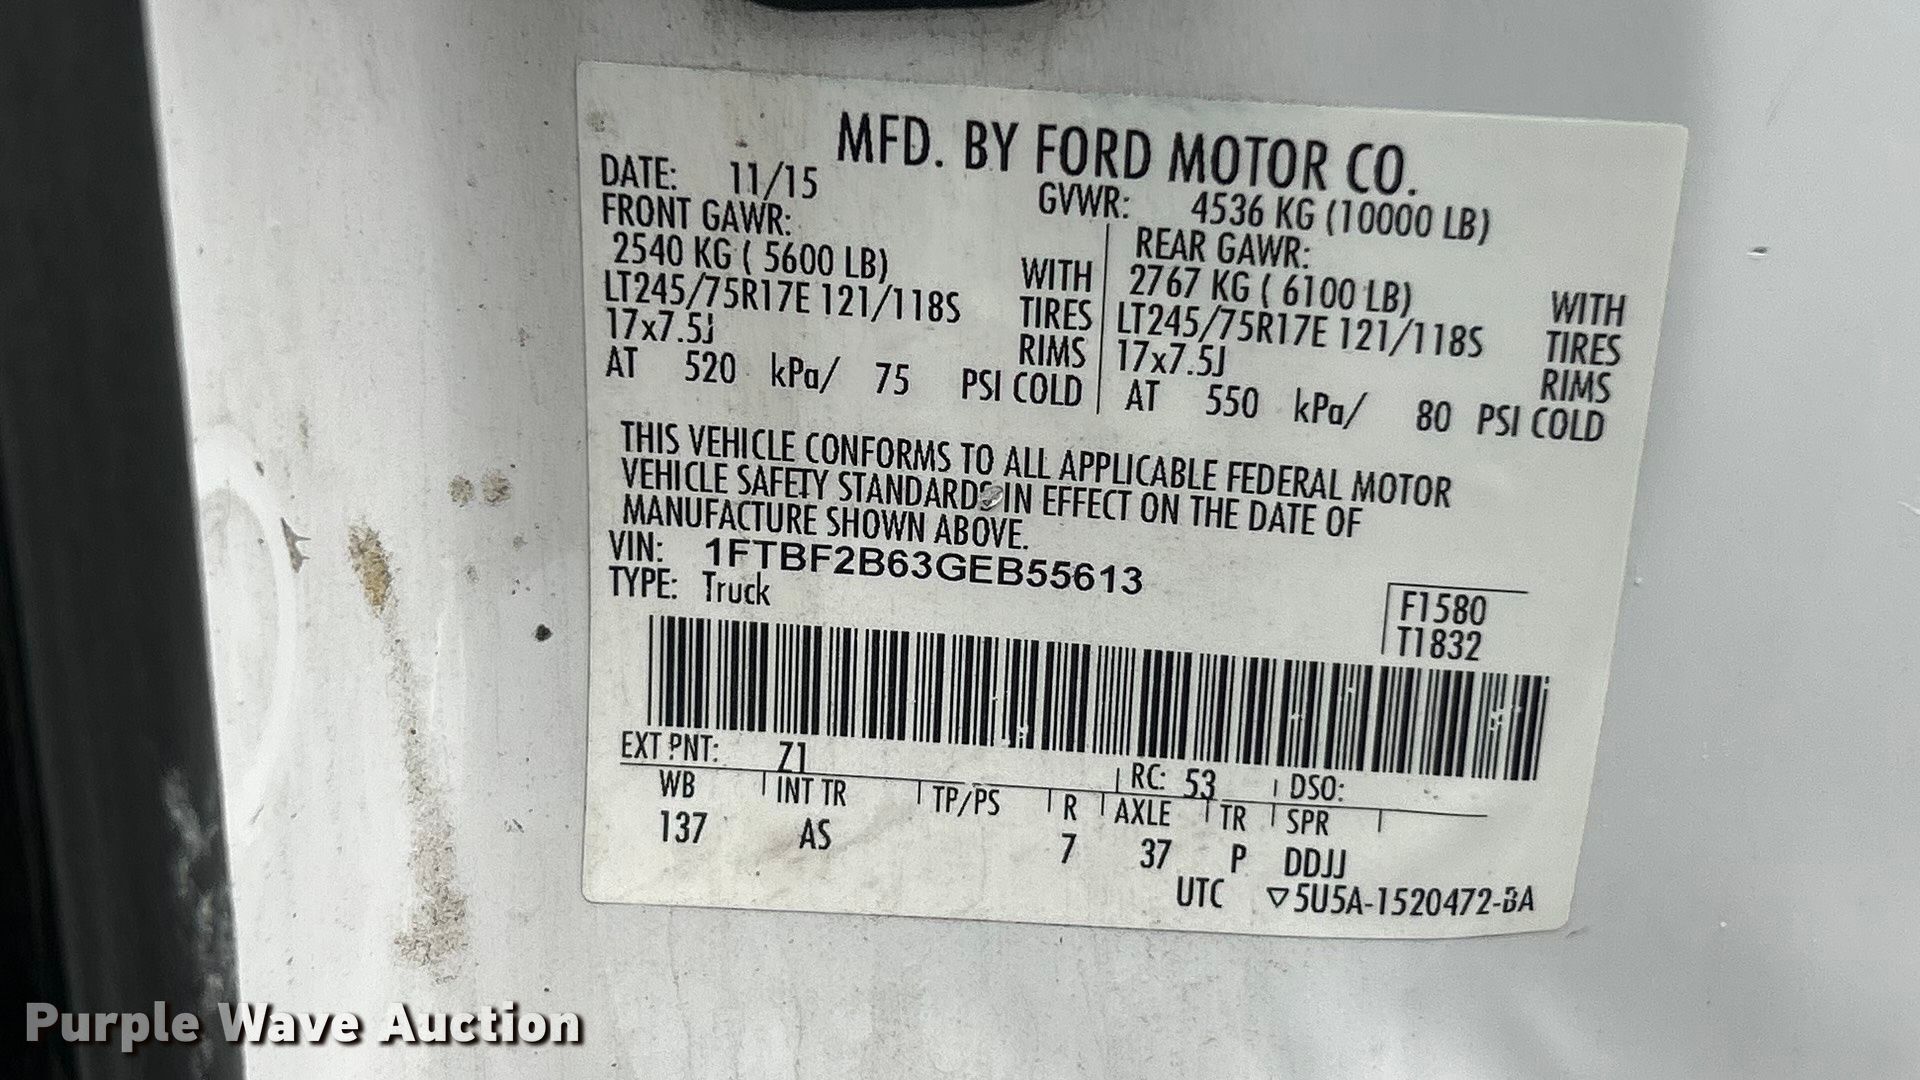 MFD. BY FORD MOTOR CO.
DATE: 11/15
GVWR: 4536 KG (10000 LB)
FRONT GAWR:
2540 KG ( 5600 LB) WITH
LT245/75R17E 121/118S TIRES
17x7.5J RIMS
AT 520 kPa/ 75 PSI COLD
REAR GAWR:
2767 KG ( 6100 LB) WITH
LT245/75R17E 121/118S TIRES
17x7.5J RIMS
AT 550 kPa/ 80 PSI COLD
THIS VEHICLE CONFORMS TO ALL APPLICABLE FEDERAL MOTOR
VEHICLE SAFETY STANDARDS IN EFFECT ON THE DATE OF
MANUFACTURE SHOWN ABOVE.
VIN: 1FTBF2B63GEB55613
TYPE: Truck
F1580
T1832
EXT PNT: Z1 RC: 53 DSO:
WB INT TR TP/PS R AXLE TR SPR
137 AS 7 37 P DDJJ
UTC ▽5U5A-1520472-BA
Purple Wave Auction